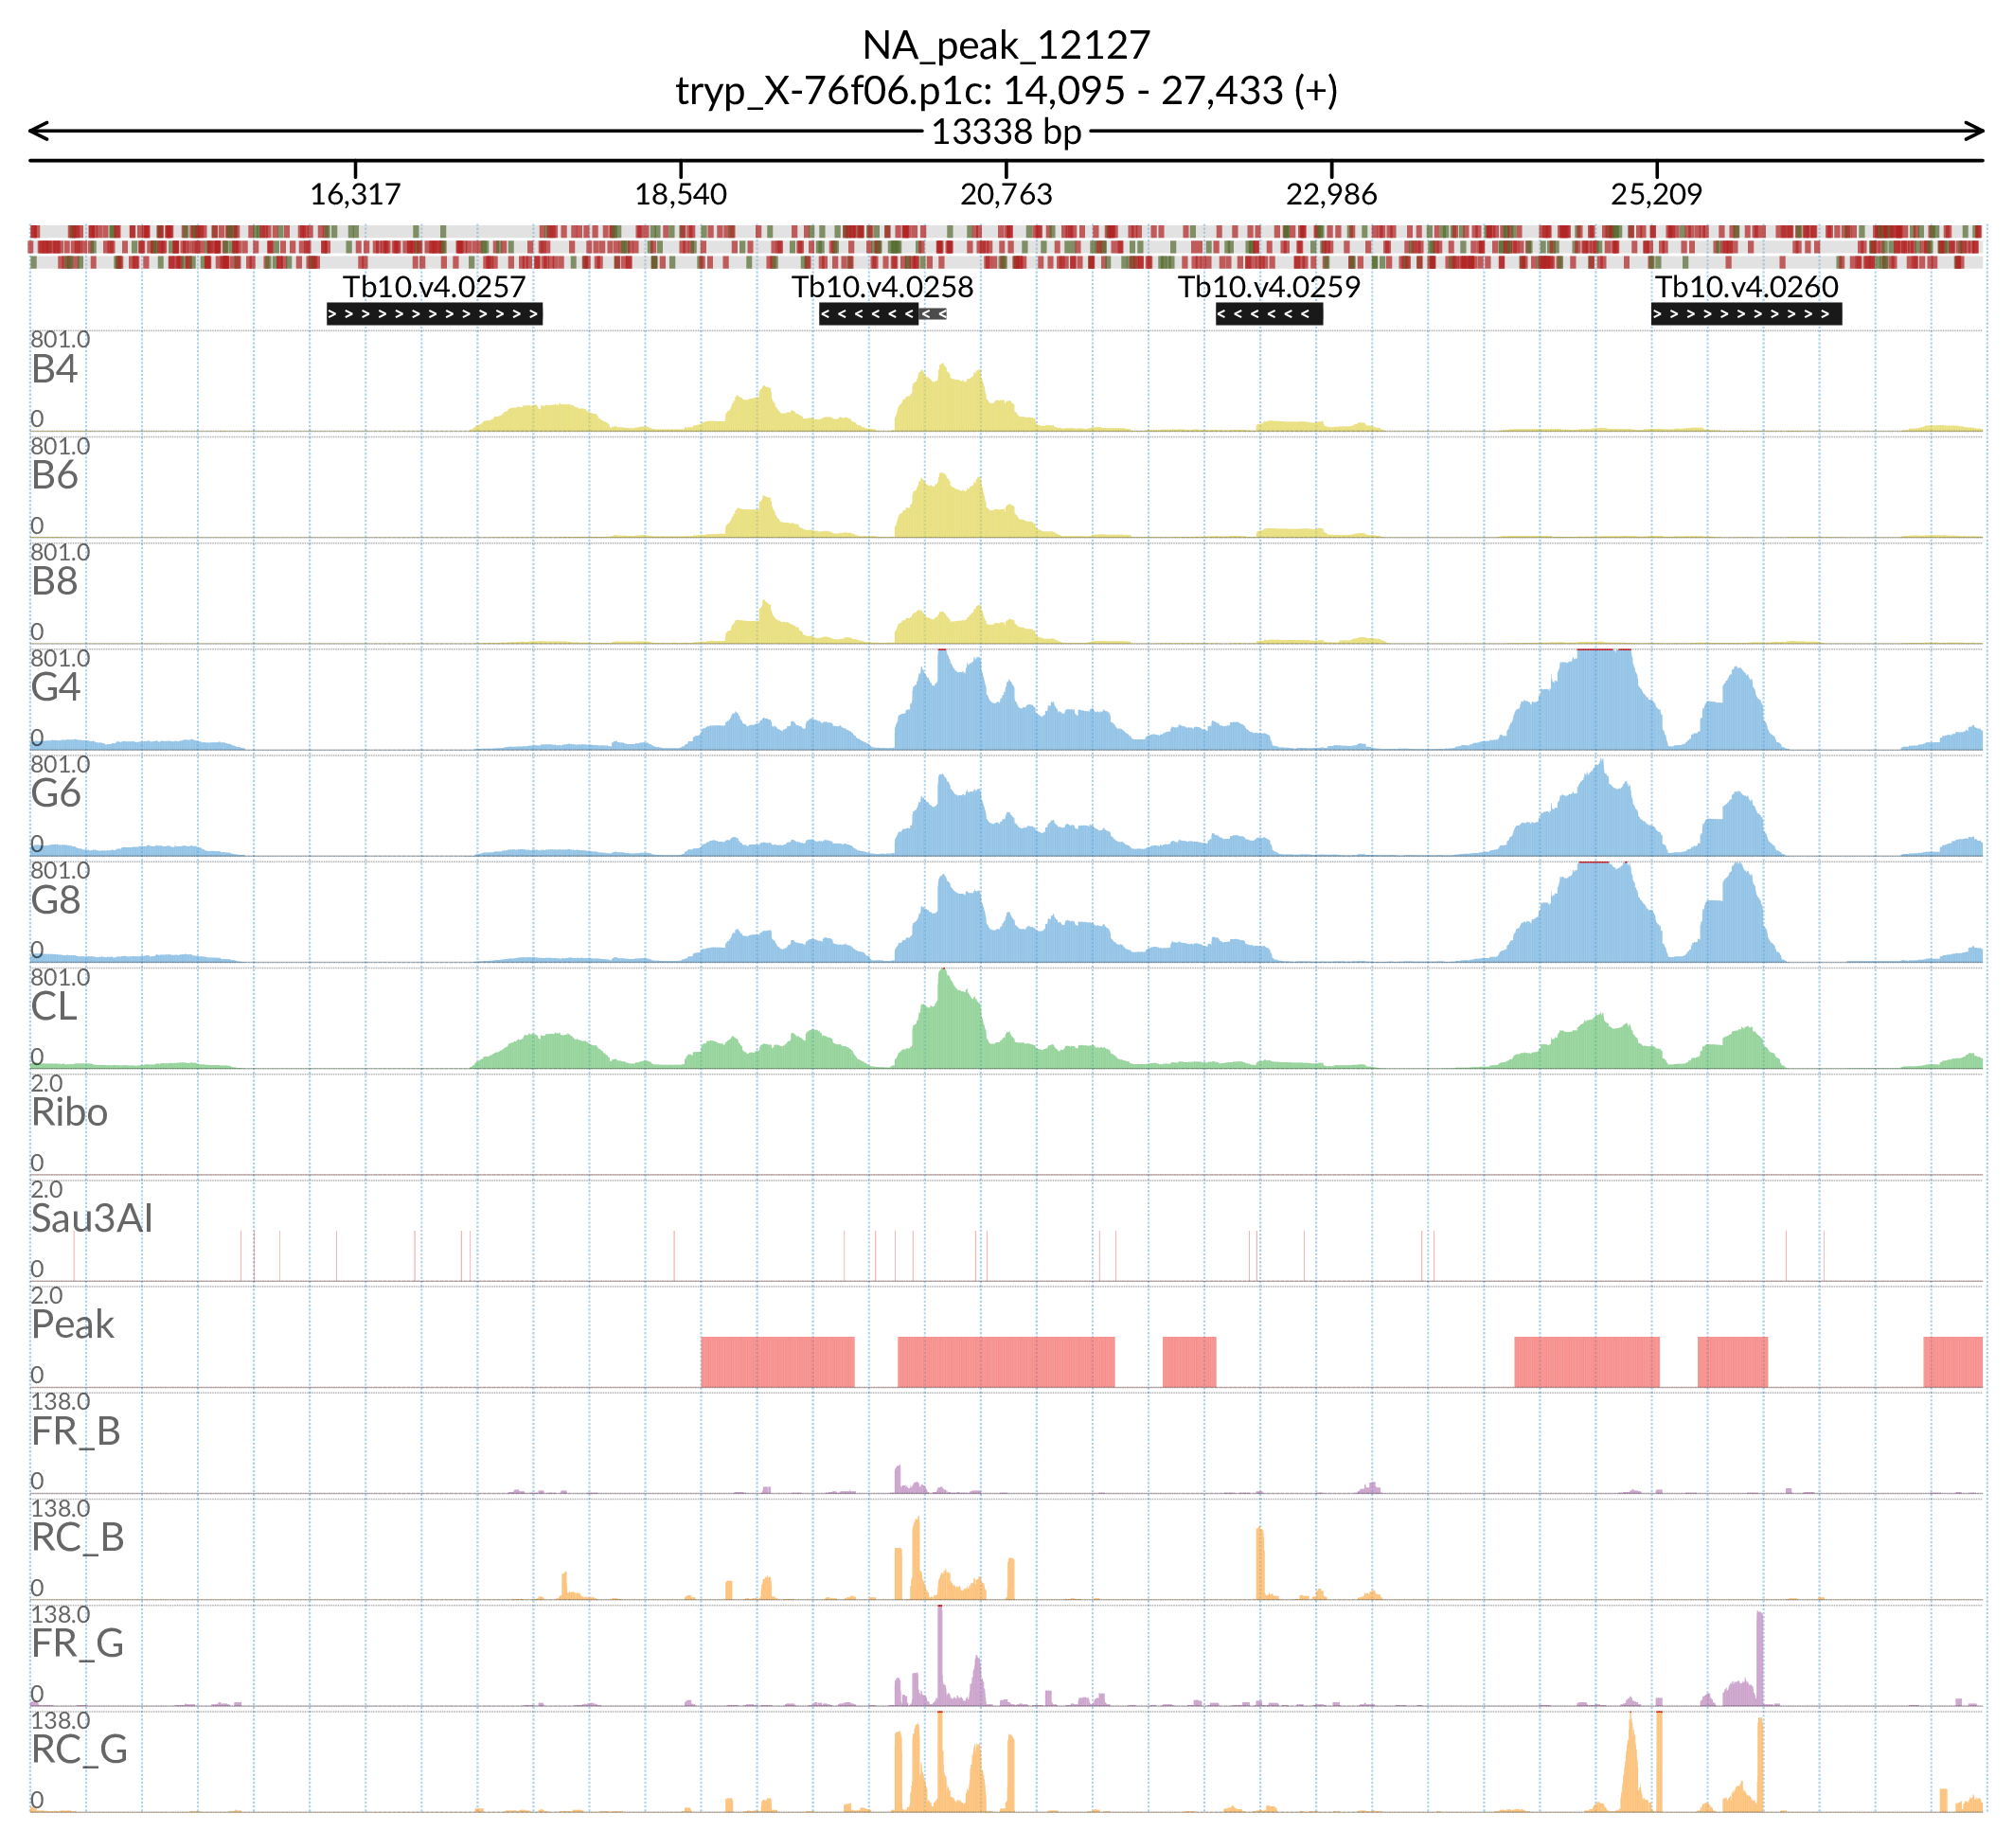 NA_peak_12127
tryp_X-76f06.p1c: 14,095 - 27,433 (+)
13338 bp
16,317 18,540 20,763 22,986 25,209
Tb10.v4.0257 Tb10.v4.0258 Tb10.v4.0259 Tb10.v4.0260
801.0
B4
0
801.0
B6
0
801.0
B8
0
801.0
G4
0
801.0
G6
0
801.0
G8
0
801.0
CL
0
2.0
Ribo
0
2.0
Sau3AI
0
2.0
Peak
0
138.0
FR_B
0
138.0
RC_B
0
138.0
FR_G
0
138.0
RC_G
0